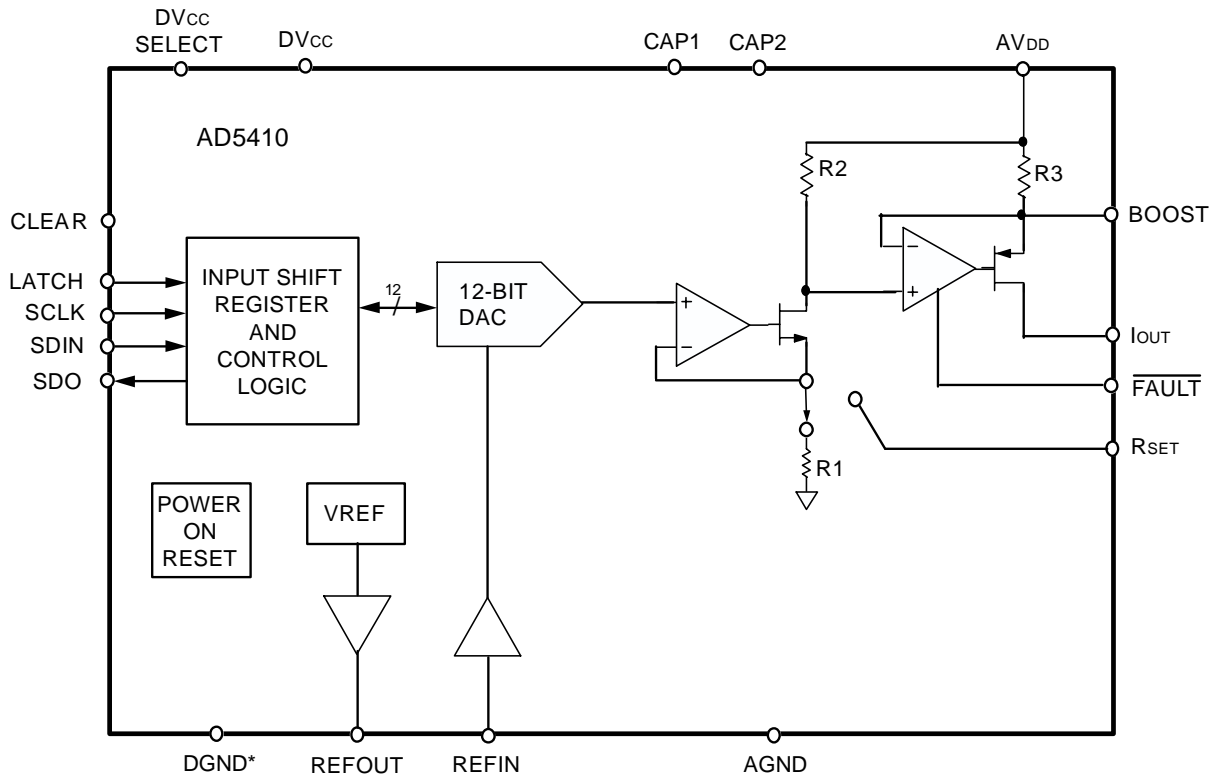 DVCC
SELECT
DVCC
CAP1
CAP2
AVDD
AD5410
R2
R3
CLEAR
BOOST
LATCH
SCLK
SDIN
SDO
INPUT SHIFT
REGISTER
AND
CONTROL
LOGIC
12
12-BIT
DAC
+
−
−
+
IOUT
FAULT
RSET
R1
POWER
ON
RESET
VREF
DGND*
REFOUT
REFIN
AGND